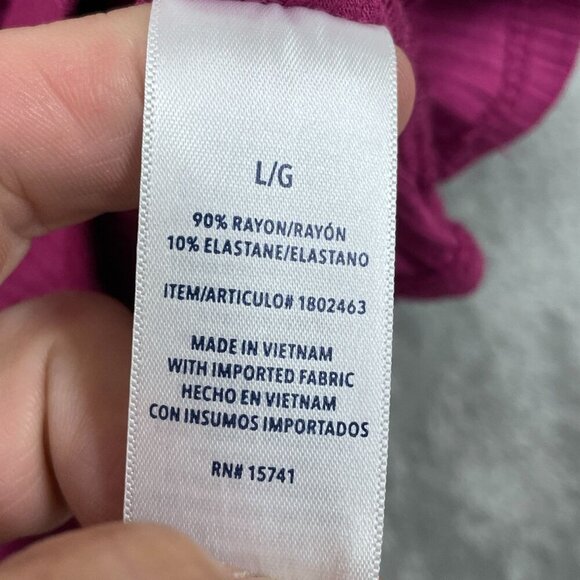 L/G
90% RAYON/RAYÓN
10% ELASTANE/ELASTANO
ITEM/ARTICULO# 1802463
MADE IN VIETNAM
WITH IMPORTED FABRIC
HECHO EN VIETNAM
CON INSUMOS IMPORTADOS
RN# 15741